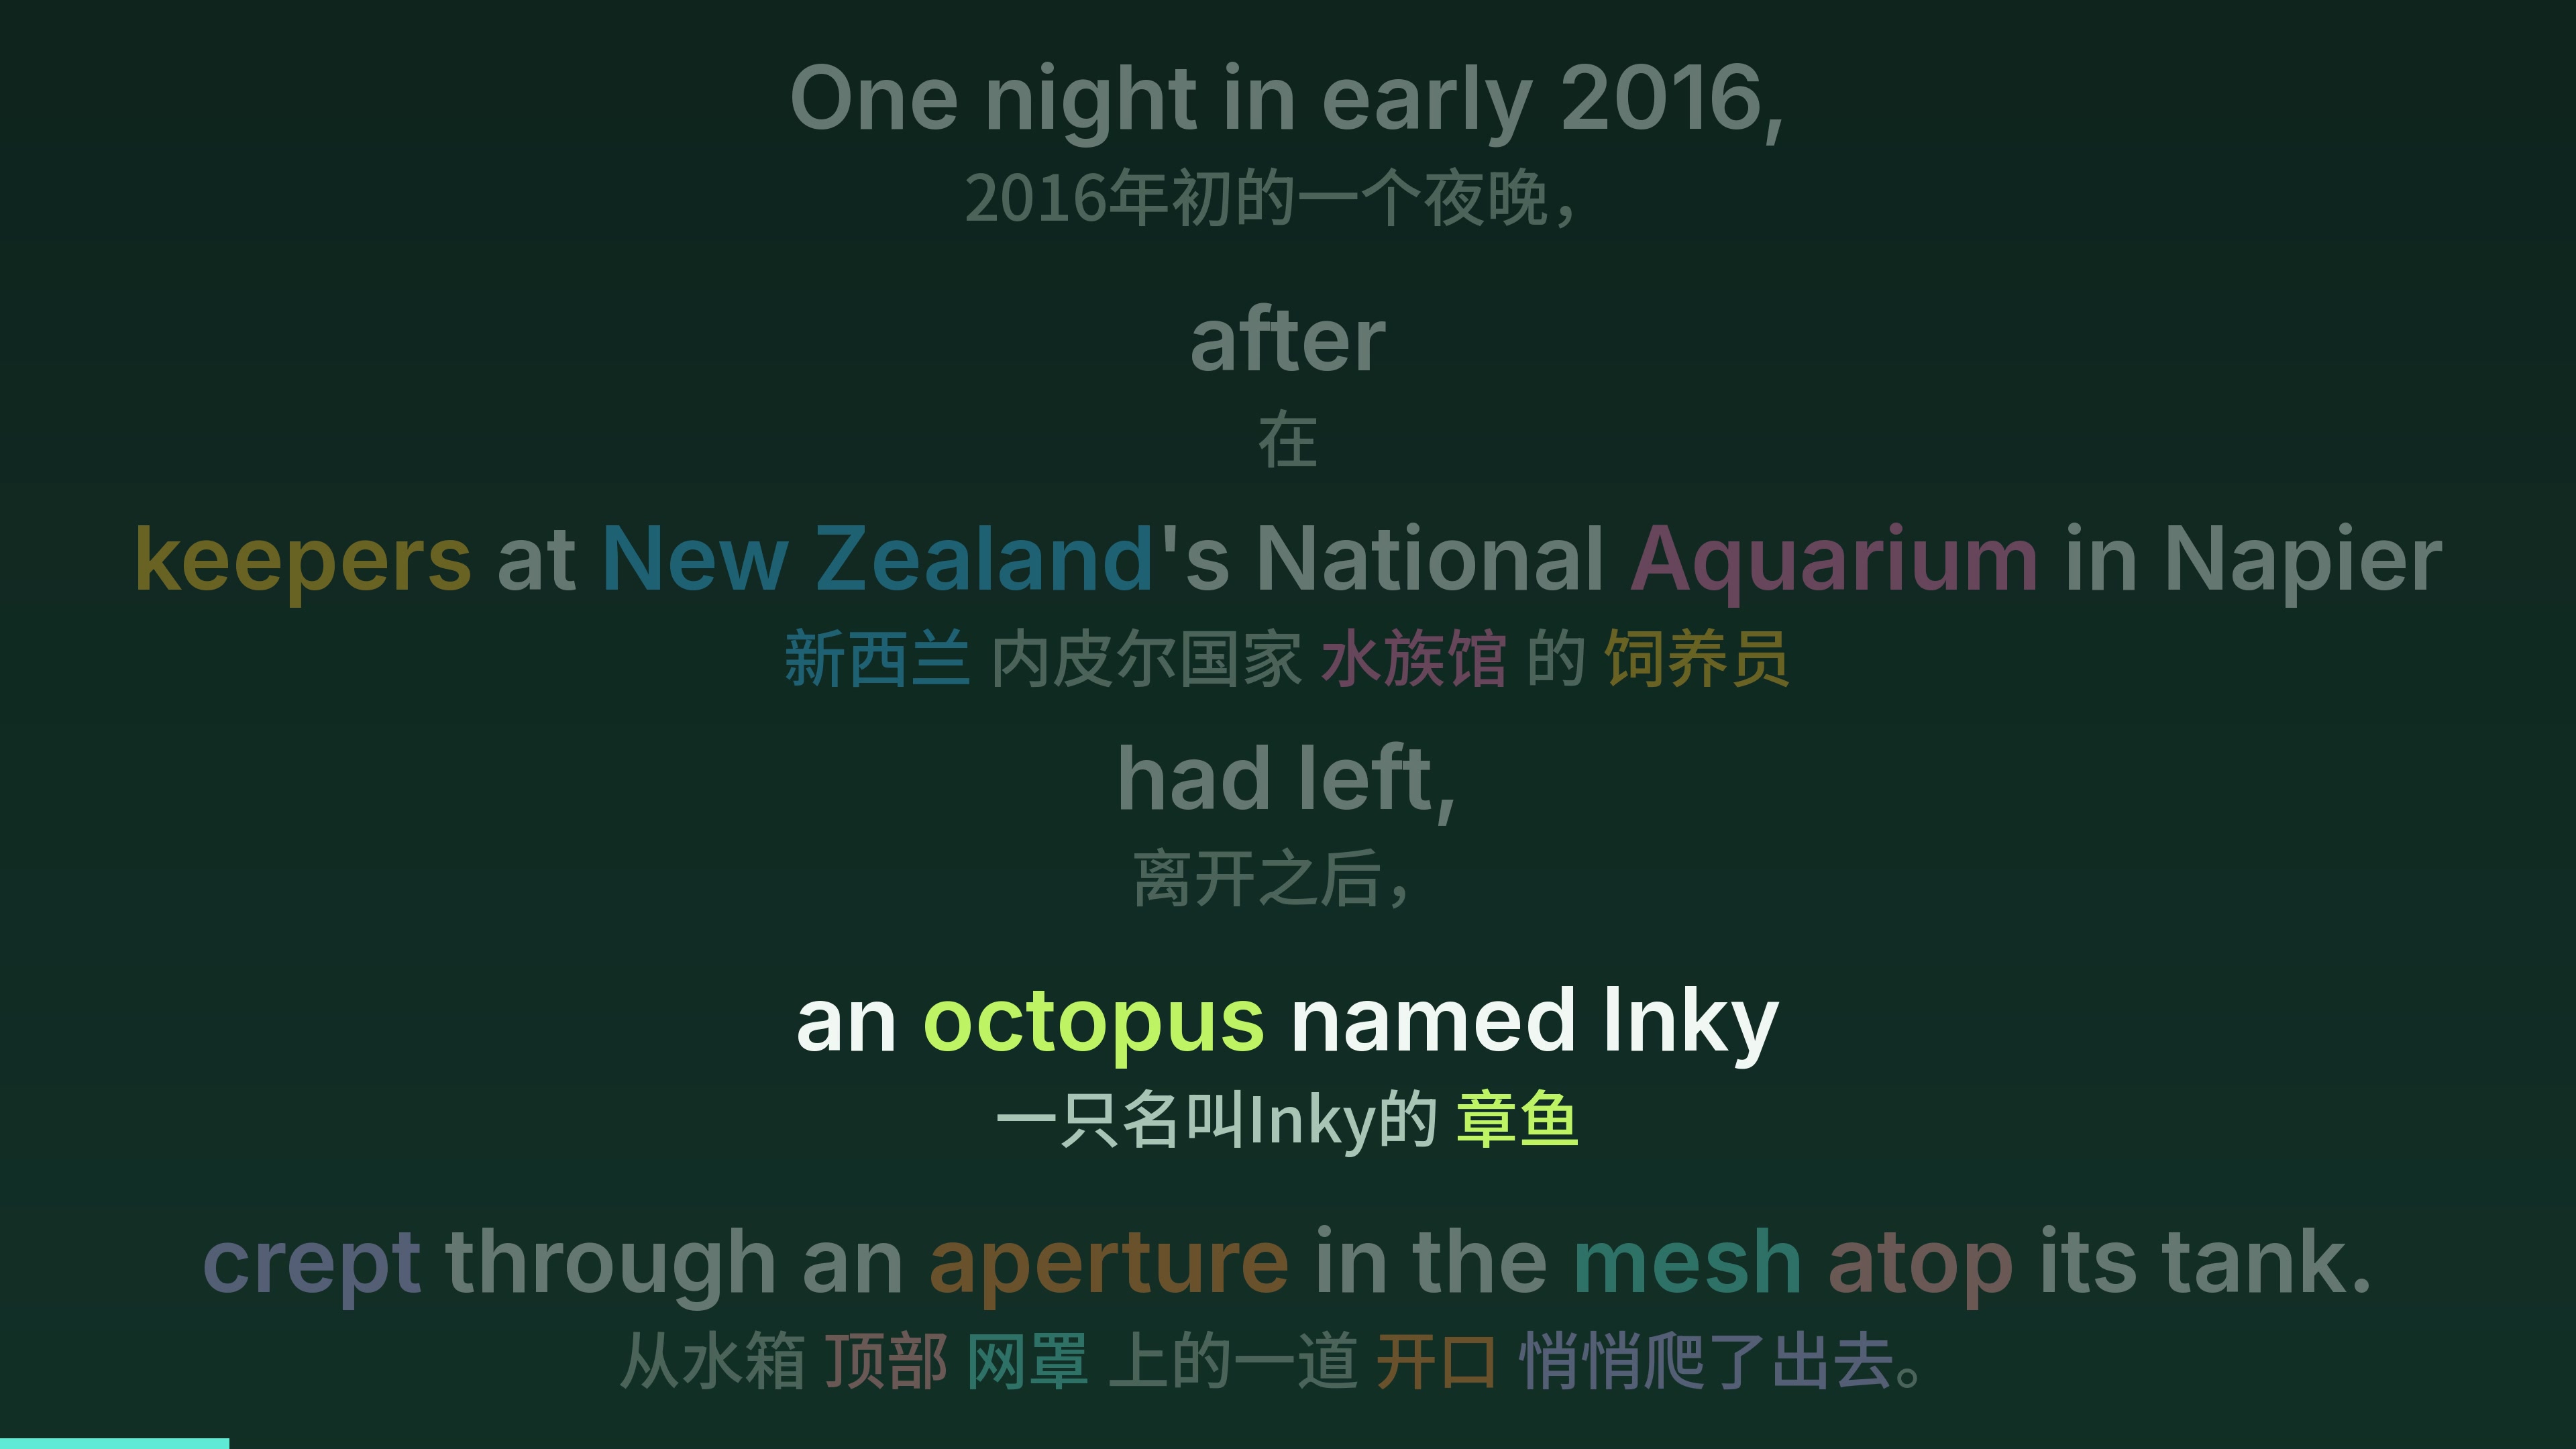 One night in early 2016,
2016年初的一个夜晚，
after
在
keepers at New Zealand's National Aquarium in Napier
新西兰 内皮尔国家 水族馆 的 饲养员
had left,
离开之后，
an octopus named Inky
一只名叫Inky的 章鱼
crept through an aperture in the mesh atop its tank.
从水箱 顶部 网罩 上的一道 开口 悄悄爬了出去。